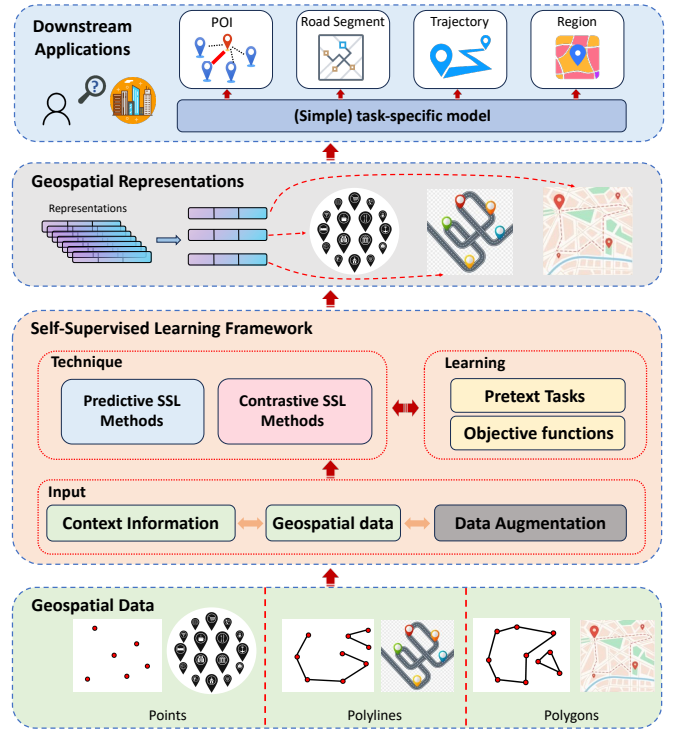 Downstream
Applications
POI
Road Segment
Trajectory
Region
?
(Simple) task-specific model
Geospatial Representations
Representations
Self-Supervised Learning Framework
Technique
Predictive SSL
Methods
Contrastive SSL
Methods
Learning
Pretext Tasks
Objective functions
Input
Context Information
Geospatial data
Data Augmentation
Geospatial Data
Points
Polylines
Polygons